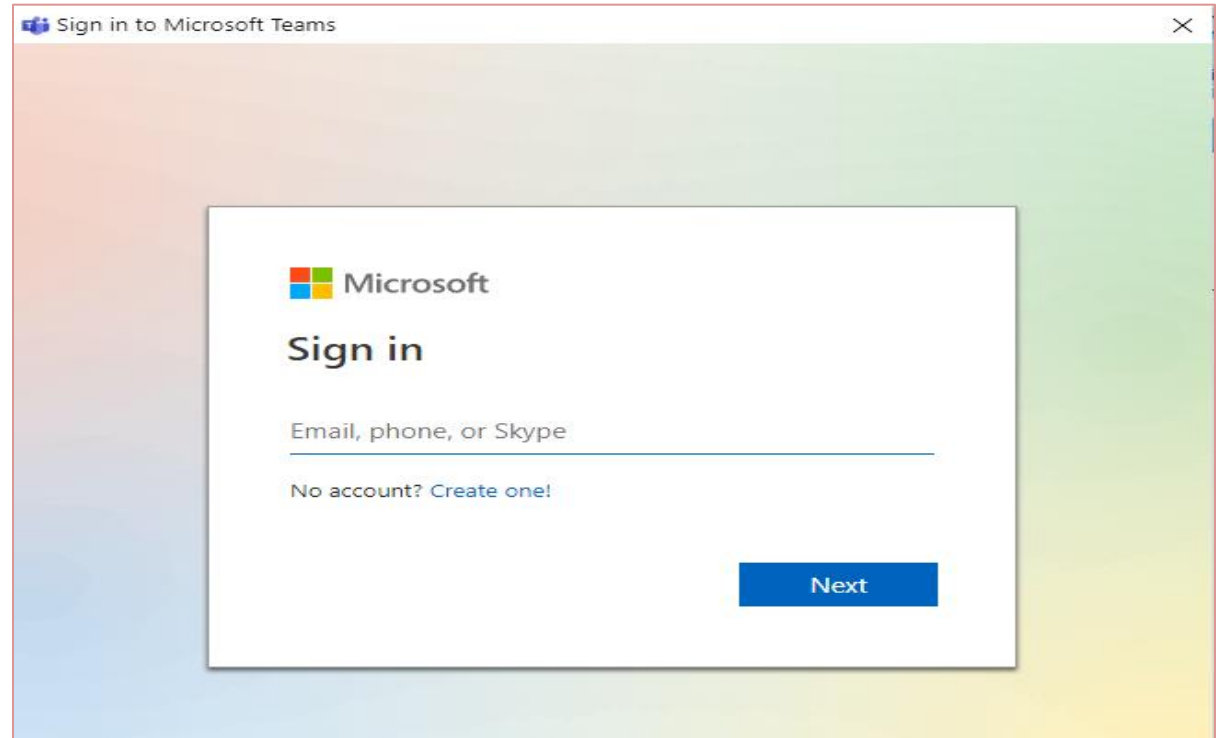 Sign in to Microsoft Teams
Microsoft
Sign in
Email, phone, or Skype
No account? Create one!
Next